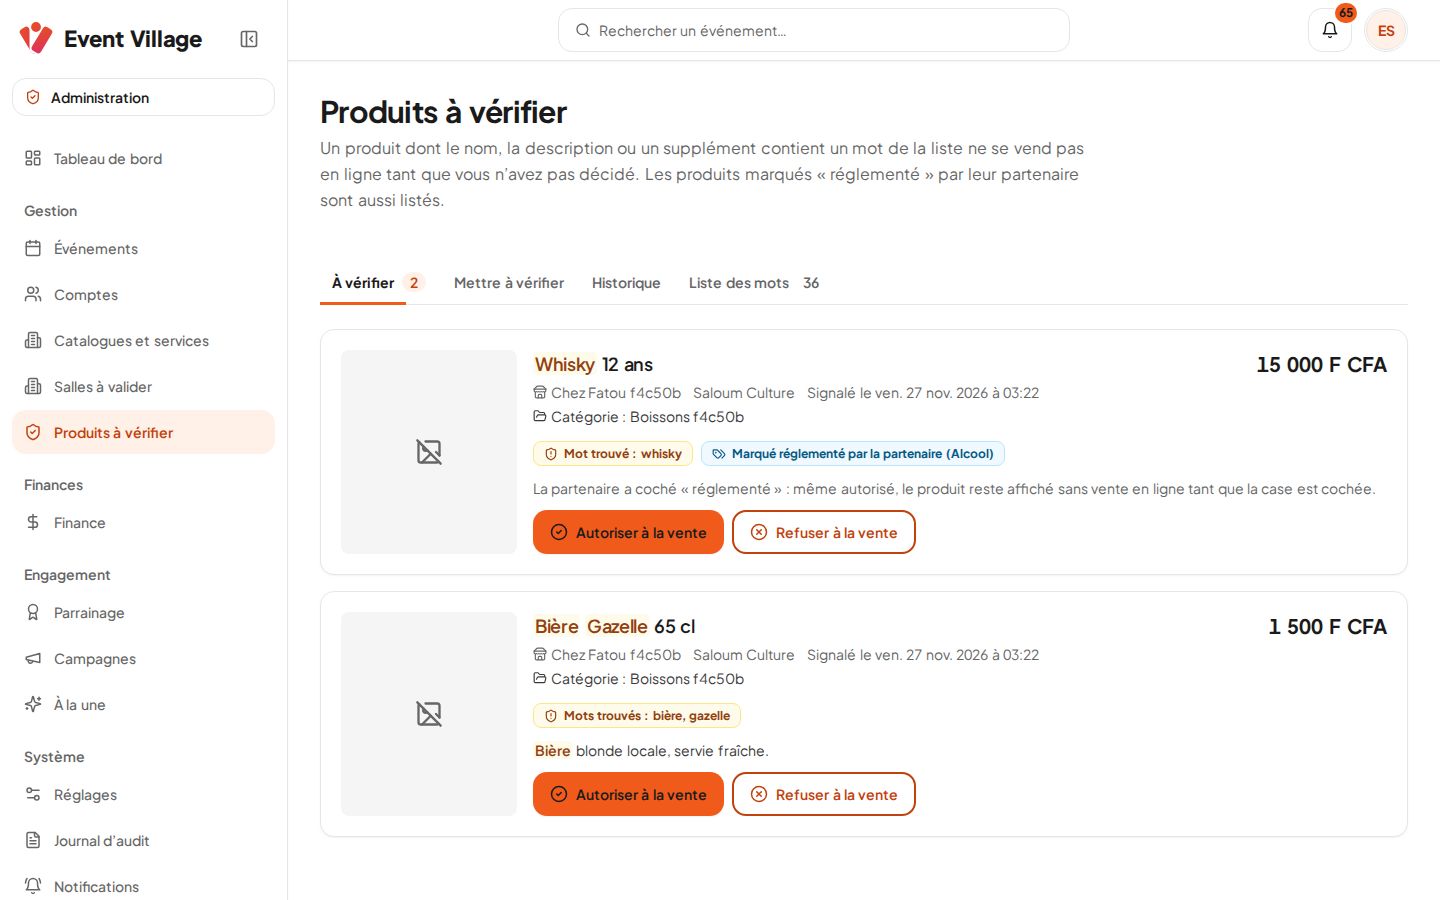 Event Village
Rechercher un événement…
65
ES
Administration
Tableau de bord
Gestion
Événements
Comptes
Catalogues et services
Salles à valider
Produits à vérifier
Finances
Finance
Engagement
Parrainage
Campagnes
À la une
Système
Réglages
Journal d’audit
Notifications
Produits à vérifier
Un produit dont le nom, la description ou un supplément contient un mot de la liste ne se vend pas
en ligne tant que vous n’avez pas décidé. Les produits marqués « réglementé » par leur partenaire
sont aussi listés.
À vérifier 2 Mettre à vérifier Historique Liste des mots 36
Whisky 12 ans 15 000 F CFA
Chez Fatou f4c50b Saloum Culture Signalé le ven. 27 nov. 2026 à 03:22
Catégorie : Boissons f4c50b
Mot trouvé : whisky Marqué réglementé par la partenaire (Alcool)
La partenaire a coché « réglementé » : même autorisé, le produit reste affiché sans vente en ligne tant que la case est cochée.
Autoriser à la vente Refuser à la vente
Bière Gazelle 65 cl 1 500 F CFA
Chez Fatou f4c50b Saloum Culture Signalé le ven. 27 nov. 2026 à 03:22
Catégorie : Boissons f4c50b
Mots trouvés : bière, gazelle
Bière blonde locale, servie fraîche.
Autoriser à la vente Refuser à la vente